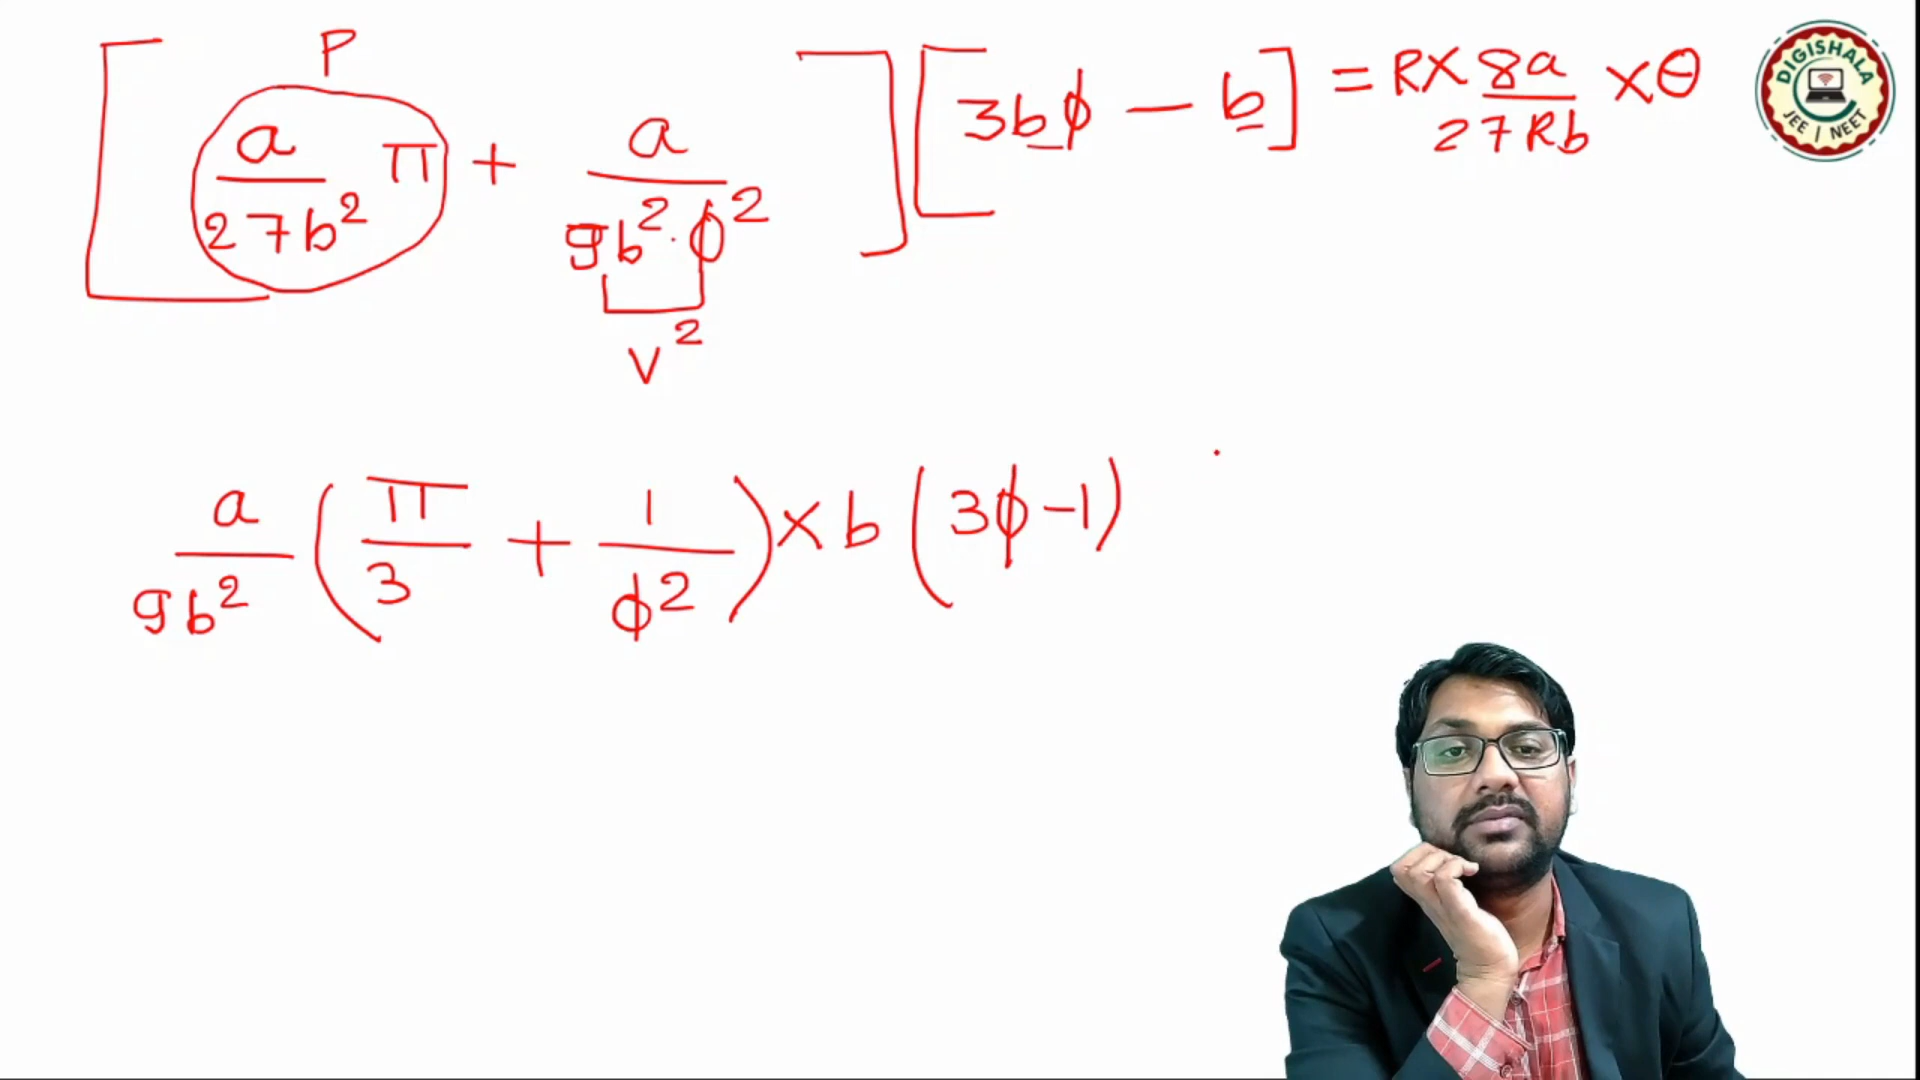 P
[a/27b² π + a/9b²·φ²] [3bφ − b] = R × 8a/27Rb × θ
V²
a/9b² (π/3 + 1/φ²) × b (3φ−1)
DIGISHALA
JEE | NEET